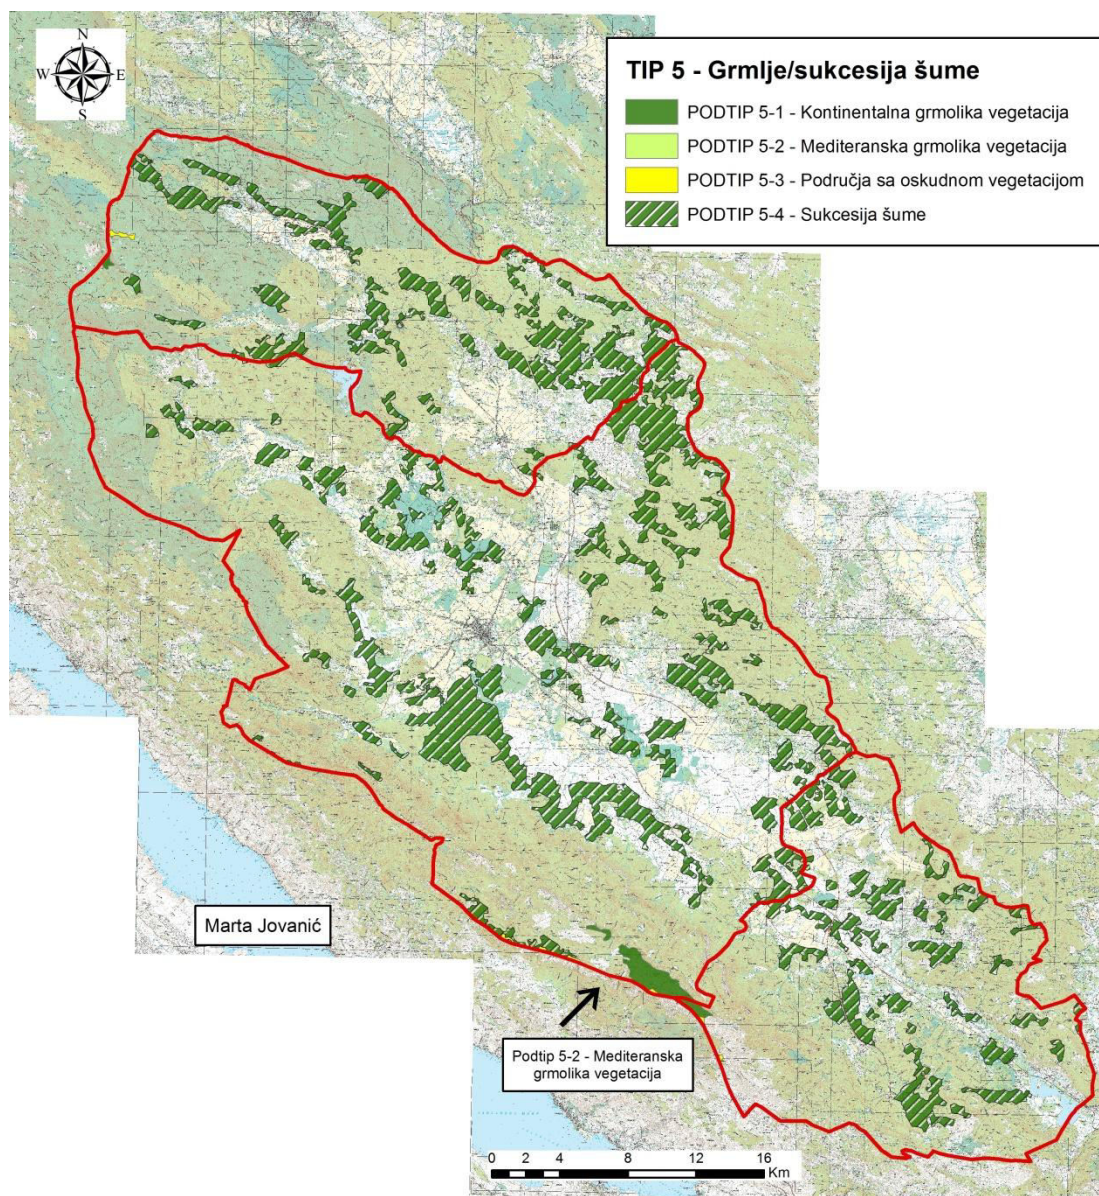 N
W E
S
TIP 5 - Grmlje/sukcesija šume
PODTIP 5-1 - Kontinentalna grmolika vegetacija
PODTIP 5-2 - Mediteranska grmolika vegetacija
PODTIP 5-3 - Područja sa oskudnom vegetacijom
PODTIP 5-4 - Sukcesija šume
Marta Jovanić
Podtip 5-2 - Mediteranska
grmolika vegetacija
0 2 4 8 12 16
Km